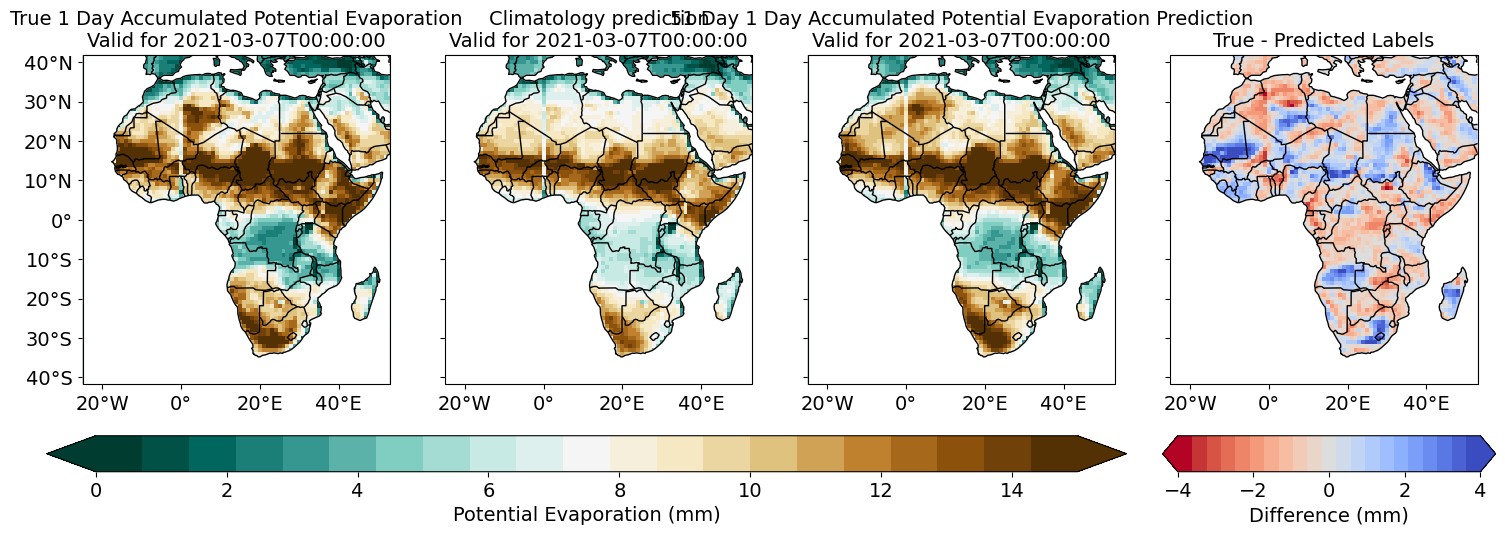 True 1 Day Accumulated Potential Evaporation
Valid for 2021-03-07T00:00:00
Climatology prediction
Valid for 2021-03-07T00:00:00
51 Day 1 Day Accumulated Potential Evaporation Prediction
Valid for 2021-03-07T00:00:00
True - Predicted Labels
40°N
30°N
20°N
10°N
0°
10°S
20°S
30°S
40°S
20°W 0° 20°E 40°E
20°W 0° 20°E 40°E
20°W 0° 20°E 40°E
20°W 0° 20°E 40°E
0 2 4 6 8 10 12 14
Potential Evaporation (mm)
−4 −2 0 2 4
Difference (mm)